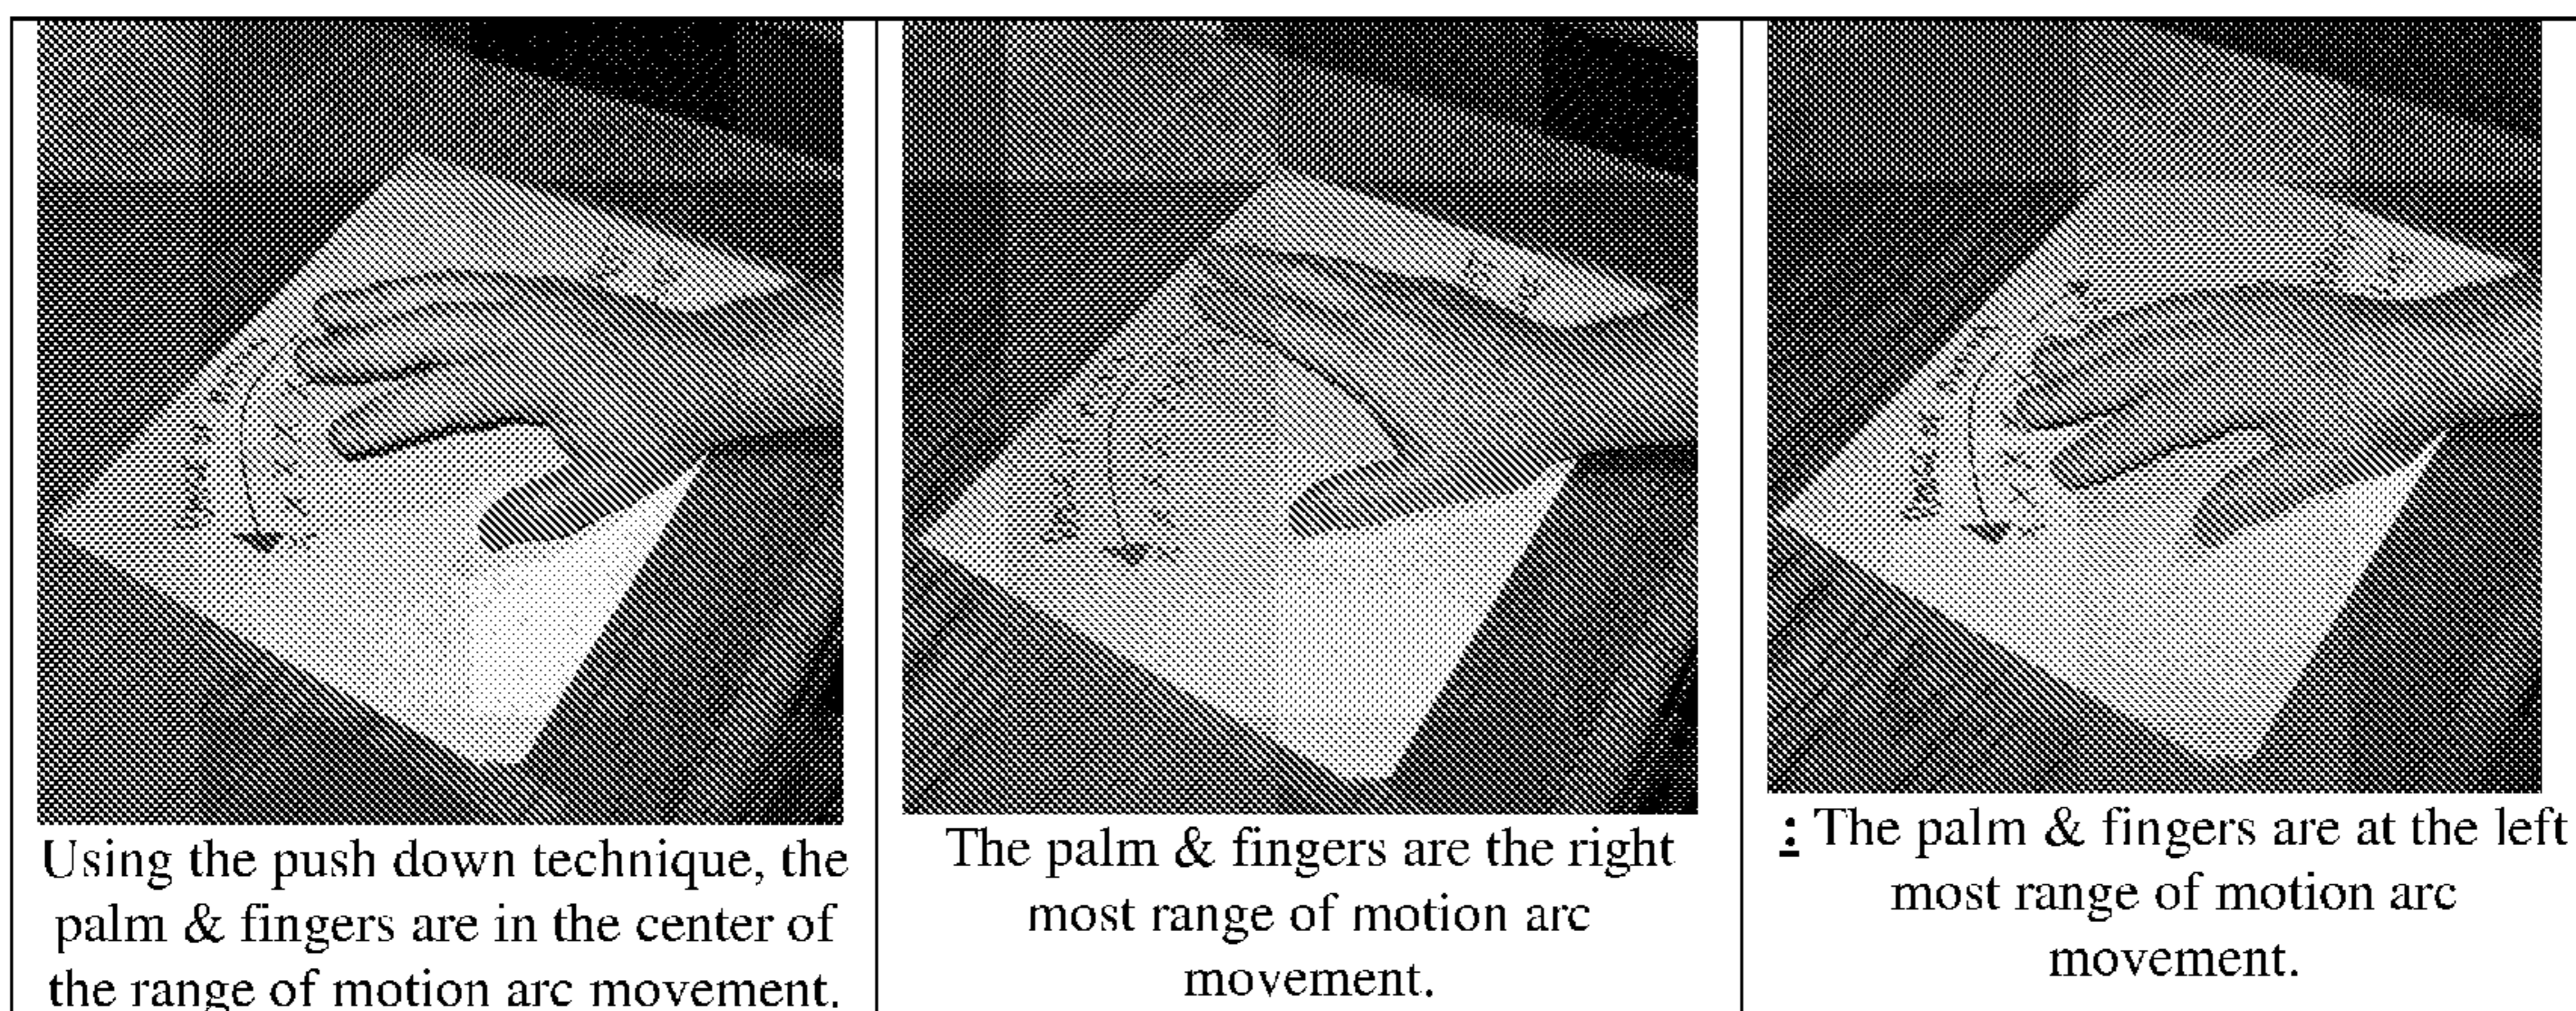 Using the push down technique, the
palm & fingers are in the center of
the range of motion arc movement.
The palm & fingers are the right
most range of motion arc
movement.
: The palm & fingers are at the left
most range of motion arc
movement.